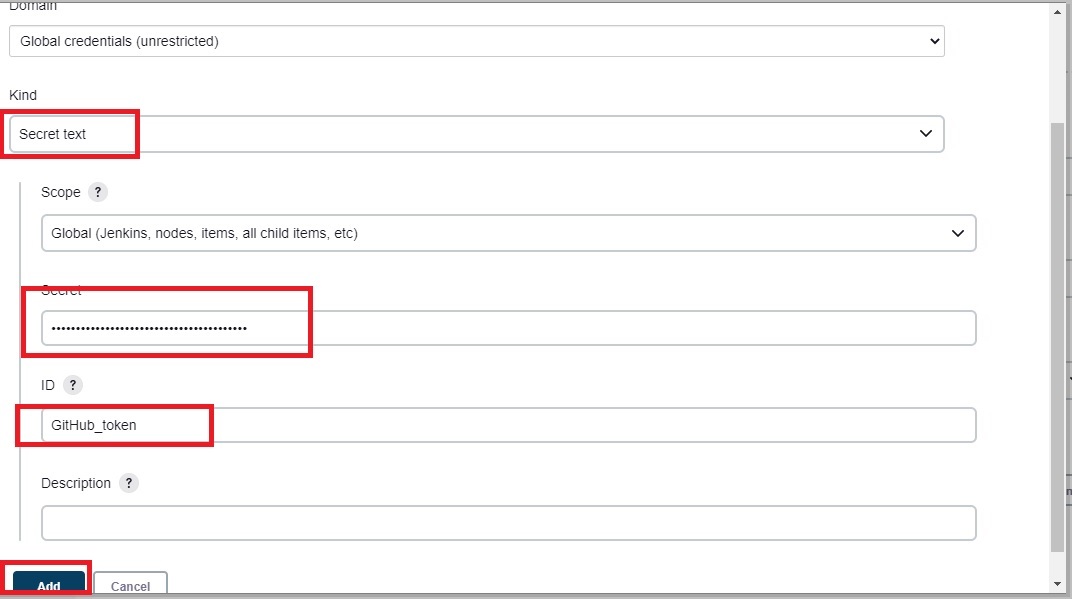 Domain
Global credentials (unrestricted)
Kind
Secret text
Scope ?
Global (Jenkins, nodes, items, all child items, etc)
Secret
••••••••••••••••••••••••••••••••••••••••
ID ?
GitHub_token
Description ?
Add Cancel